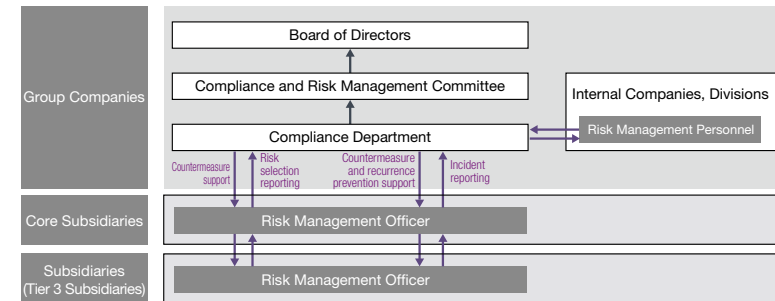 Group Companies
Board of Directors
Compliance and Risk Management Committee
Compliance Department
Internal Companies, Divisions
Risk Management Personnel
Countermeasure
support
Risk
selection
reporting
Countermeasure
and recurrence
prevention support
Incident
reporting
Core Subsidiaries
Risk Management Officer
Subsidiaries
(Tier 3 Subsidiaries)
Risk Management Officer